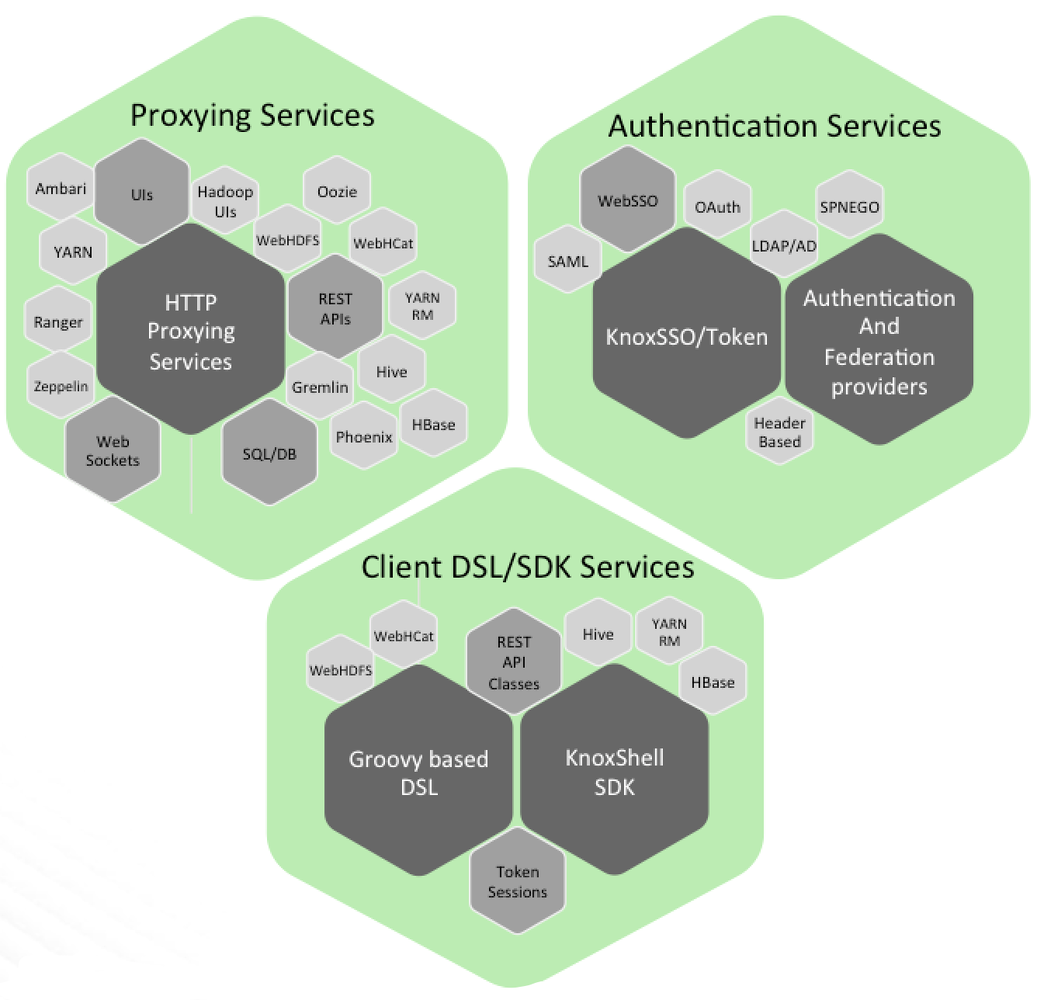 Proxying Services
Ambari
UIs
Hadoop
UIs
Oozie
YARN
WebHDFS
WebHCat
HTTP
Proxying
Services
REST
APIs
YARN
RM
Ranger
Zeppelin
Gremlin
Hive
Web
Sockets
SQL/DB
Phoenix
HBase
Authentication Services
WebSSO
OAuth
SPNEGO
SAML
LDAP/AD
KnoxSSO/Token
Authentication
And
Federation
providers
Header
Based
Client DSL/SDK Services
WebHDFS
WebHCat
REST
API
Classes
Hive
YARN
RM
HBase
Groovy based
DSL
KnoxShell
SDK
Token
Sessions